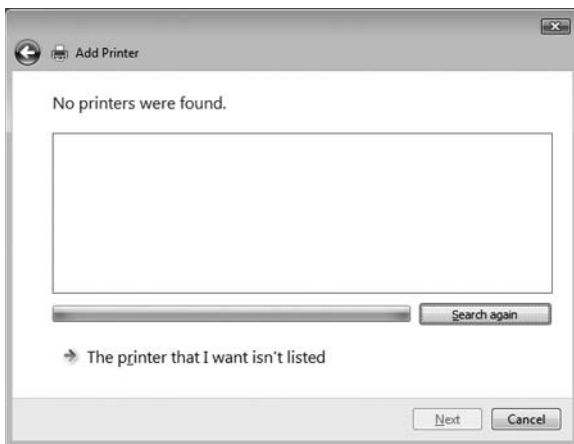 Add Printer
No printers were found.
Search again
The printer that I want isn't listed
Next Cancel